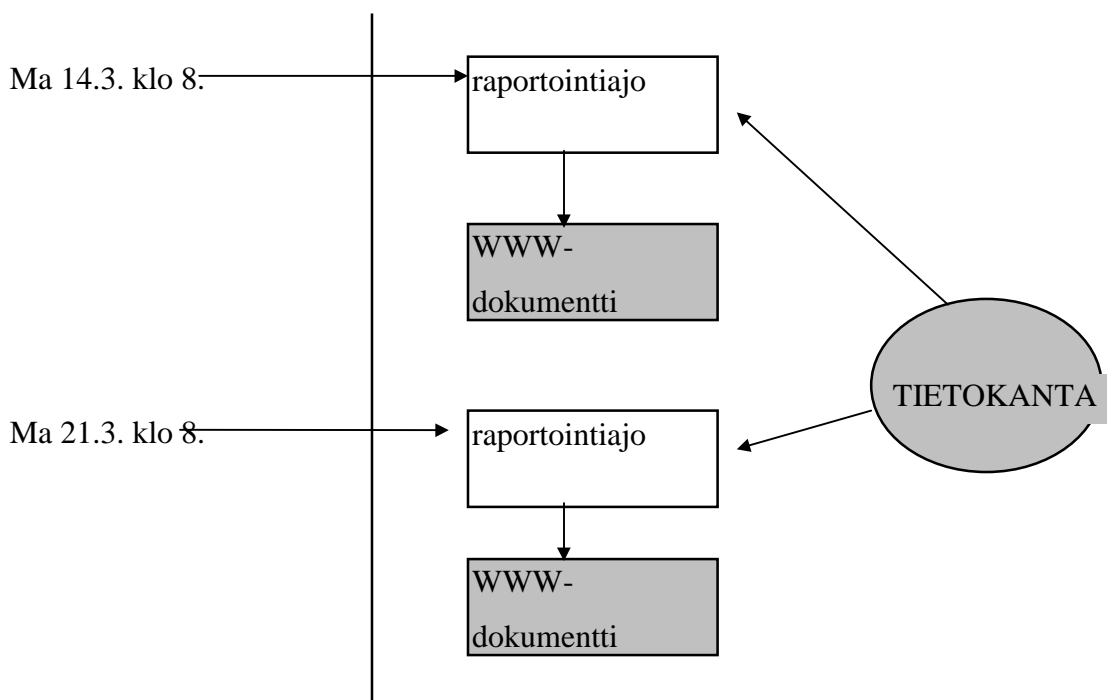 Ma 14.3. klo 8.
raportointiajo
WWW-
dokumentti
TIETOKANTA
Ma 21.3. klo 8.
raportointiajo
WWW-
dokumentti